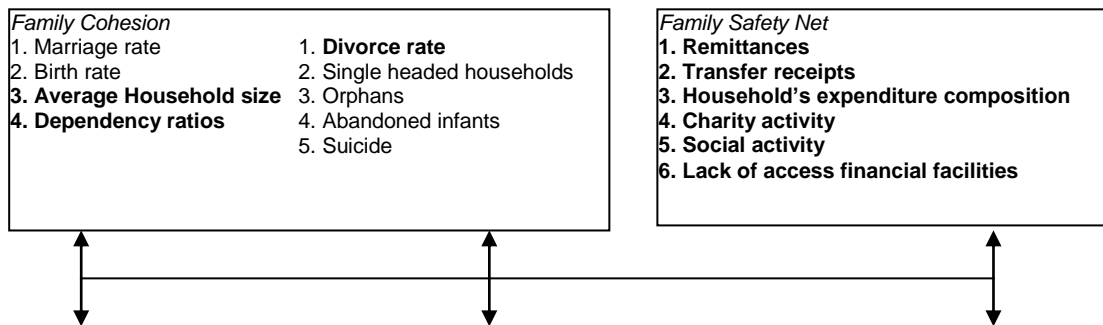 Family Cohesion
1. Marriage rate
2. Birth rate
3. Average Household size
4. Dependency ratios
1. Divorce rate
2. Single headed households
3. Orphans
4. Abandoned infants
5. Suicide
Family Safety Net
1. Remittances
2. Transfer receipts
3. Household's expenditure composition
4. Charity activity
5. Social activity
6. Lack of access financial facilities